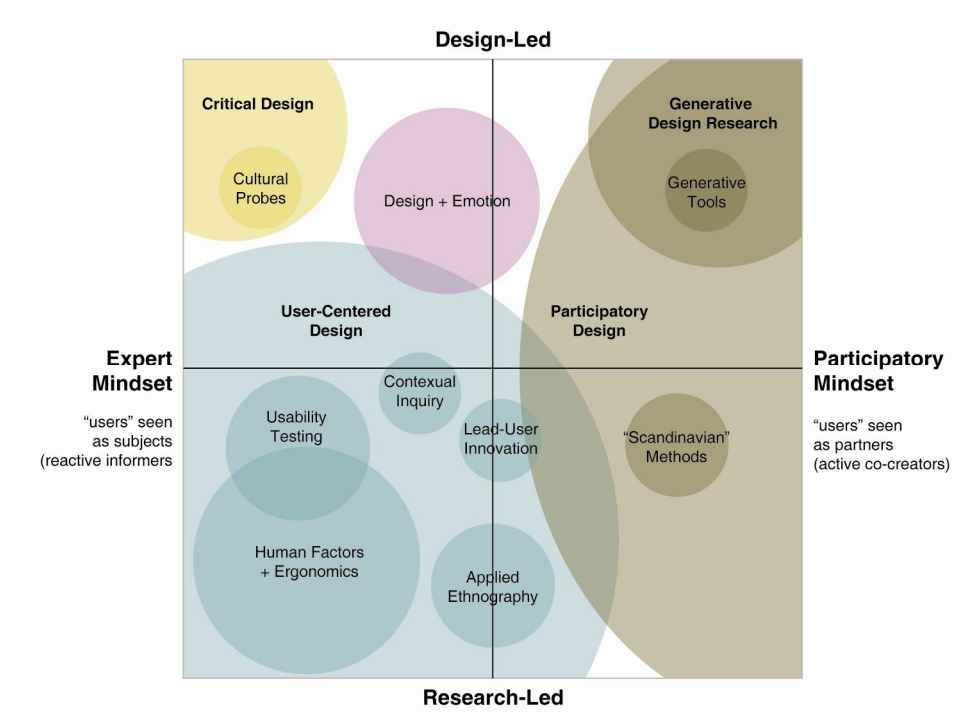 Design-Led
Critical Design
Cultural
Probes
Design + Emotion
Generative
Design Research
Generative
Tools
User-Centered
Design
Participatory
Design
Expert
Mindset
"users" seen
as subjects
(reactive informers
Participatory
Mindset
"users" seen
as partners
(active co-creators)
Contexual
Inquiry
Usability
Testing
Lead-User
Innovation
"Scandinavian"
Methods
Human Factors
+ Ergonomics
Applied
Ethnography
Research-Led